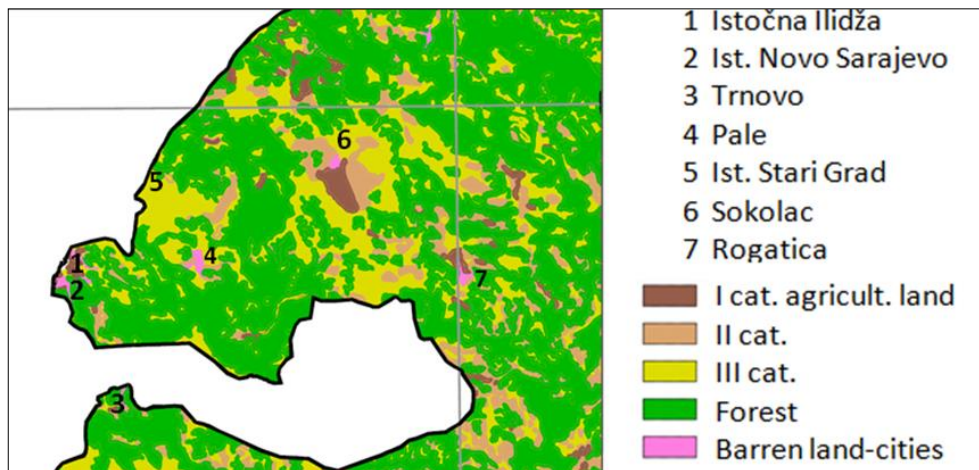 1 Istočna Ilidža
2 Ist. Novo Sarajevo
3 Trnovo
4 Pale
5 Ist. Stari Grad
6 Sokolac
7 Rogatica
I cat. agricult. land
II cat.
III cat.
Forest
Barren land-cities
6
5
4
1
7
2
3